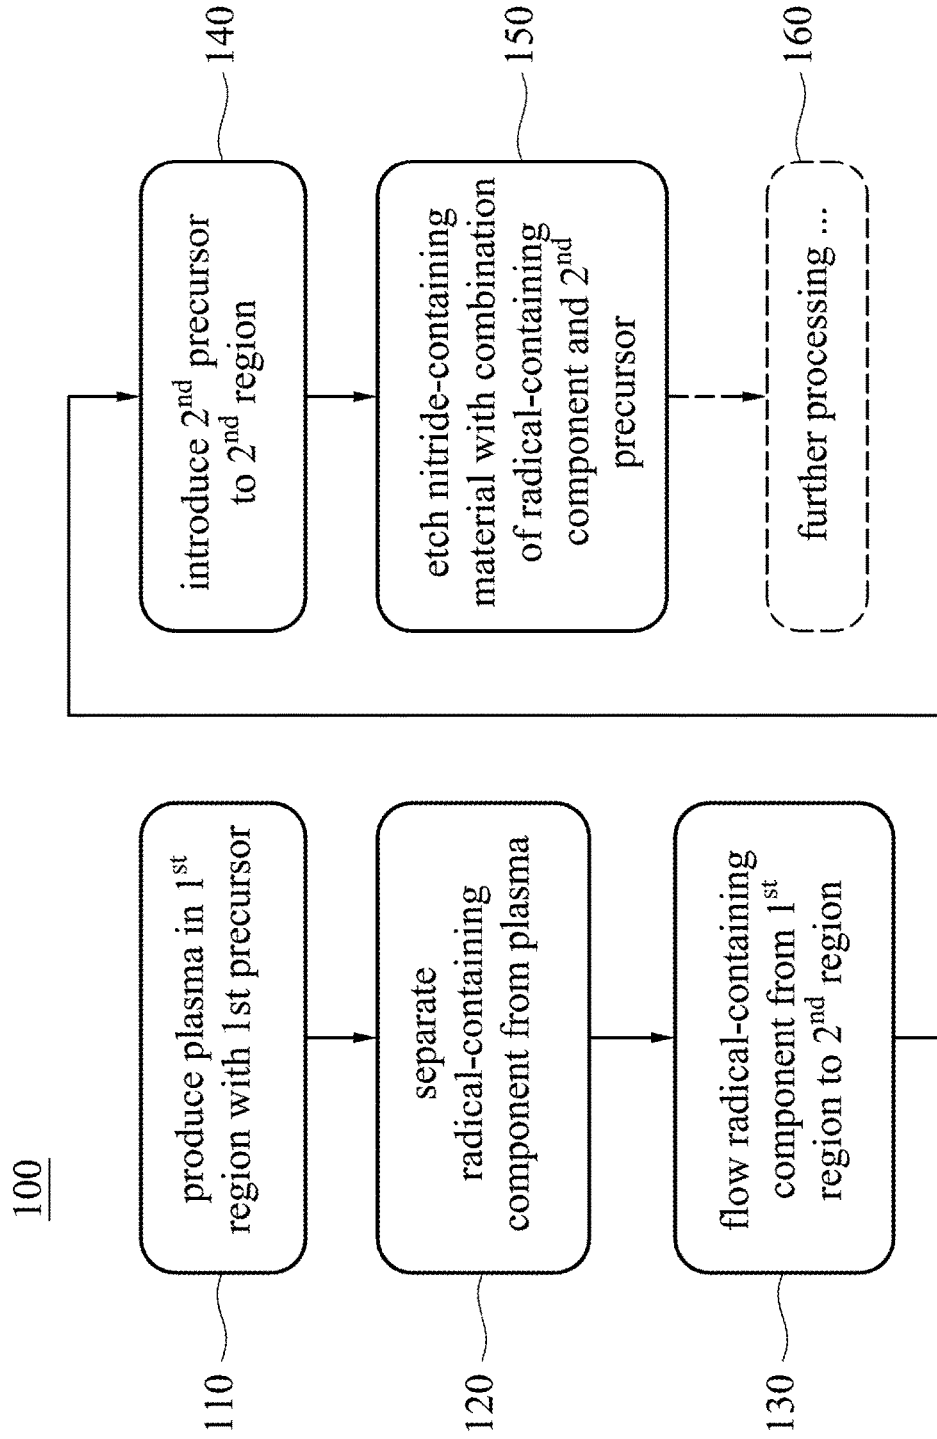 100
110
produce plasma in 1st
region with 1st precursor
120
separate
radical-containing
component from plasma
130
flow radical-containing
component from 1st
region to 2nd region
140
introduce 2nd precursor
to 2nd region
150
etch nitride-containing
material with combination
of radical-containing
component and 2nd
precursor
160
further processing ...